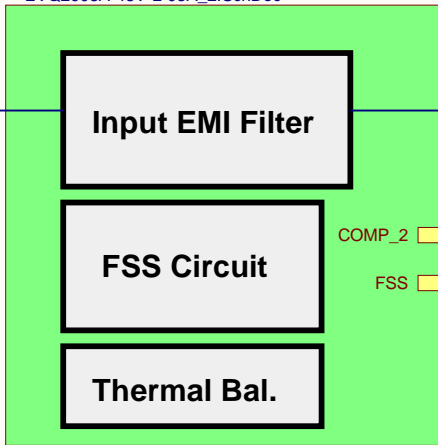 Input EMI Filter
FSS Circuit
COMP_2
FSS
Thermal Bal.